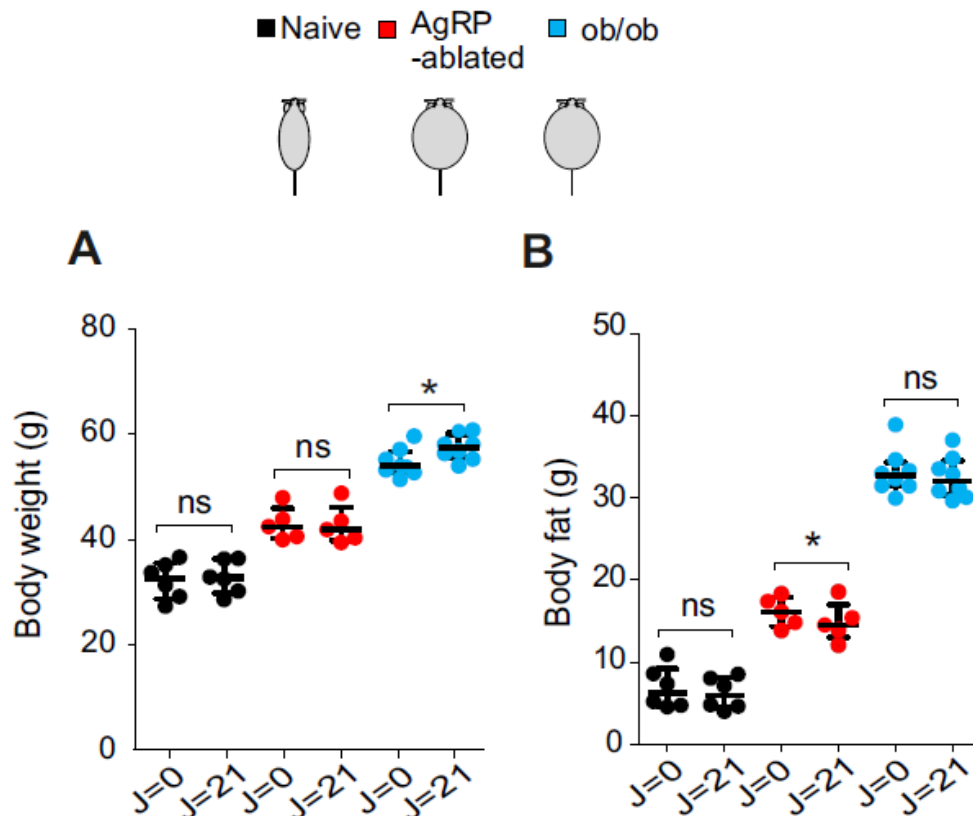 Naive AgRP ob/ob
-ablated
A
Body weight (g)
80
60
40
20
0
ns
ns
*
J=0 J=21 J=0 J=21 J=0 J=21
B
Body fat (g)
50
40
30
20
10
0
ns
*
ns
J=0 J=21 J=0 J=21 J=0 J=21